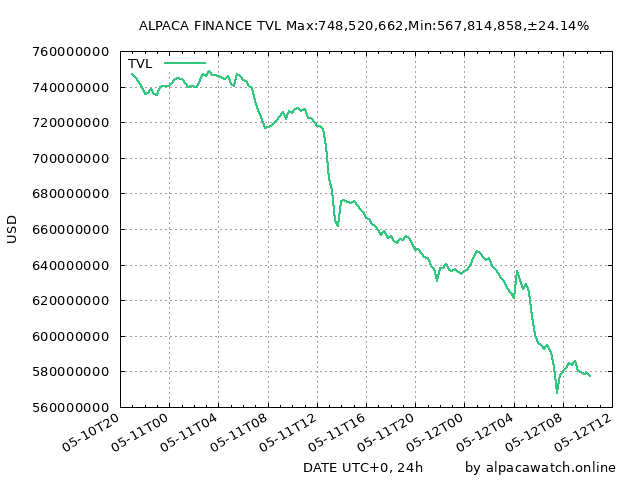 ALPACA FINANCE TVL Max:748,520,662,Min:567,814,858,±24.14%
TVL
760000000
740000000
720000000
700000000
680000000
660000000
640000000
620000000
600000000
580000000
560000000
USD
05-10T20
05-11T00
05-11T04
05-11T08
05-11T12
05-11T16
05-11T20
05-12T00
05-12T04
05-12T08
05-12T12
DATE UTC+0, 24h
by alpacawatch.online